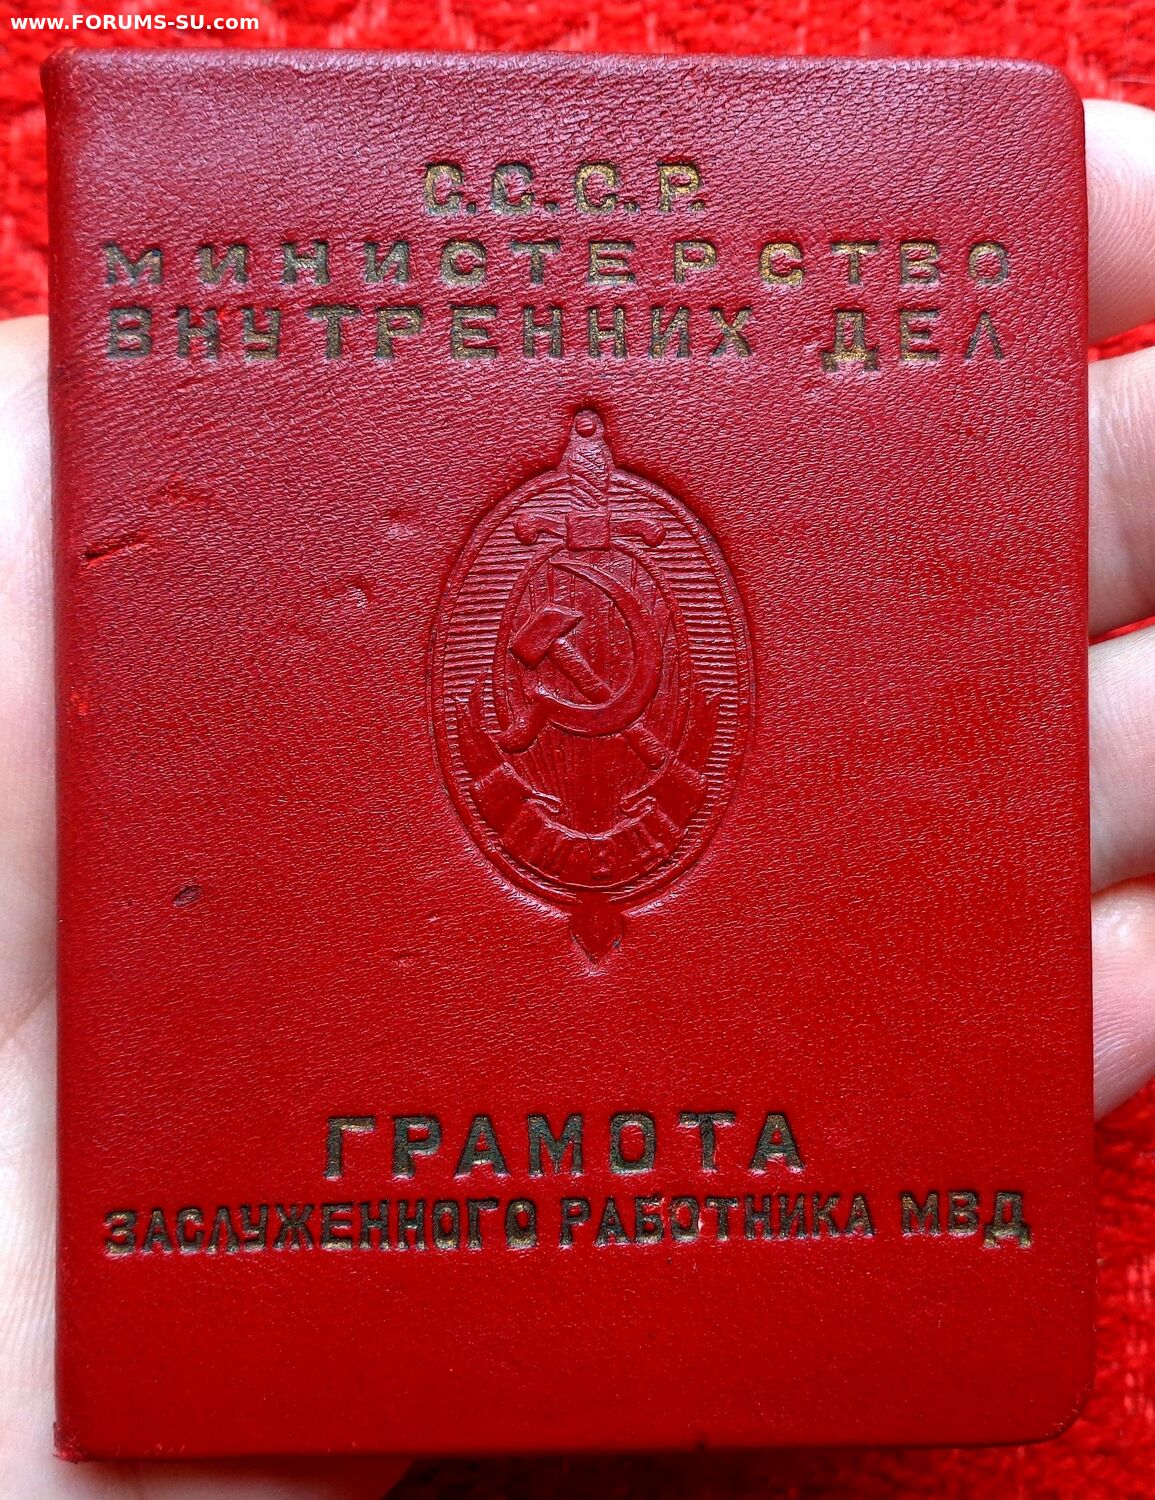 www.FORUMS-SU.com
С.С.С.Р.
МИНИСТЕРСТВО
ВНУТРЕННИХ ДЕЛ
МВД
ГРАМОТА
ЗАСЛУЖЕННОГО РАБОТНИКА МВД